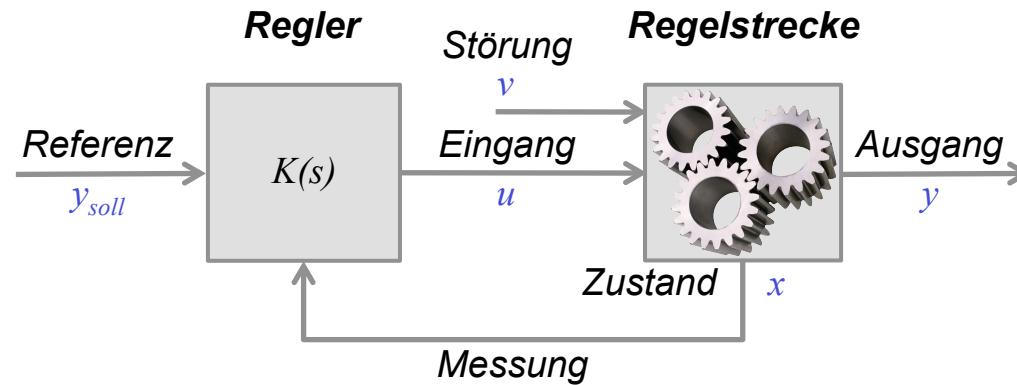 Regler
Regelstrecke
Störung
v
Referenz
y_soll
K(s)
Eingang
u
Ausgang
y
Zustand
x
Messung